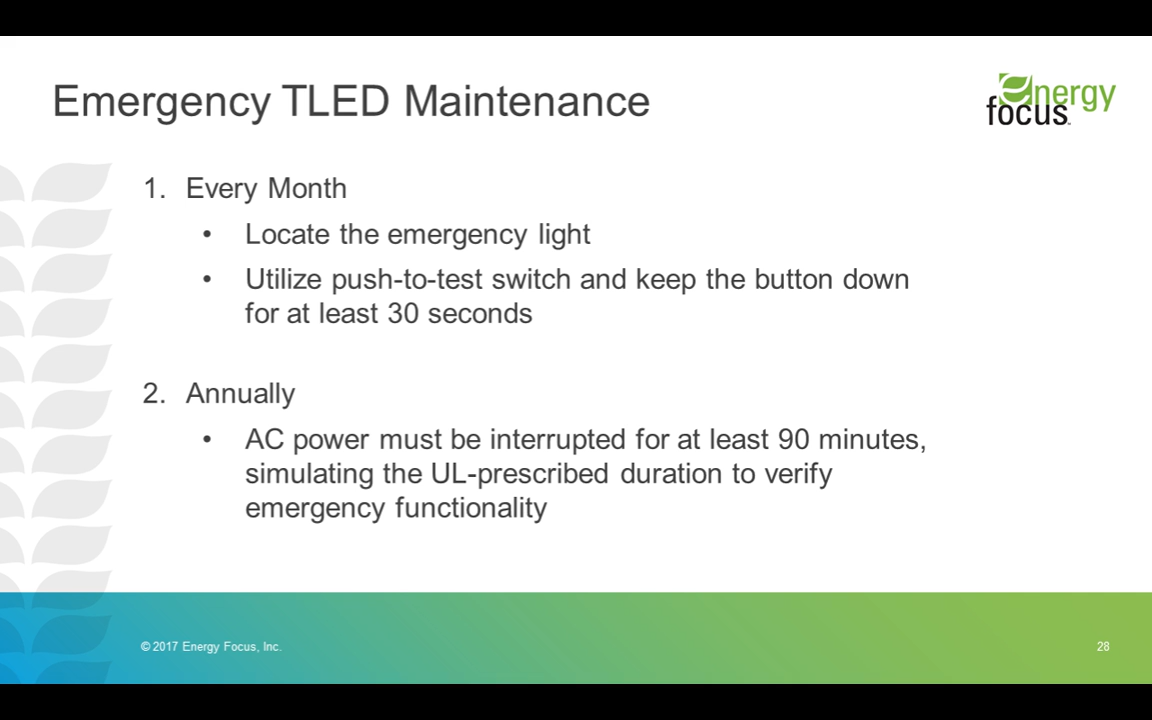 Emergency TLED Maintenance
energy
focus™
1. Every Month
• Locate the emergency light
• Utilize push-to-test switch and keep the button down
for at least 30 seconds
2. Annually
• AC power must be interrupted for at least 90 minutes,
simulating the UL-prescribed duration to verify
emergency functionality
© 2017 Energy Focus, Inc.
28